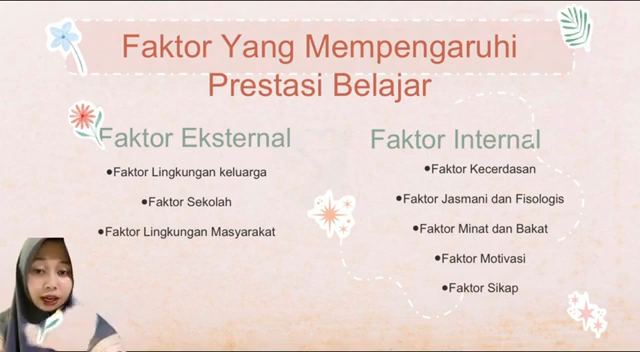 Faktor Yang Mempengaruhi
Prestasi Belajar
Faktor Eksternal
•Faktor Lingkungan keluarga
•Faktor Sekolah
•Faktor Lingkungan Masyarakat
Faktor Internal
•Faktor Kecerdasan
•Faktor Jasmani dan Fisologis
•Faktor Minat dan Bakat
•Faktor Motivasi
•Faktor Sikap